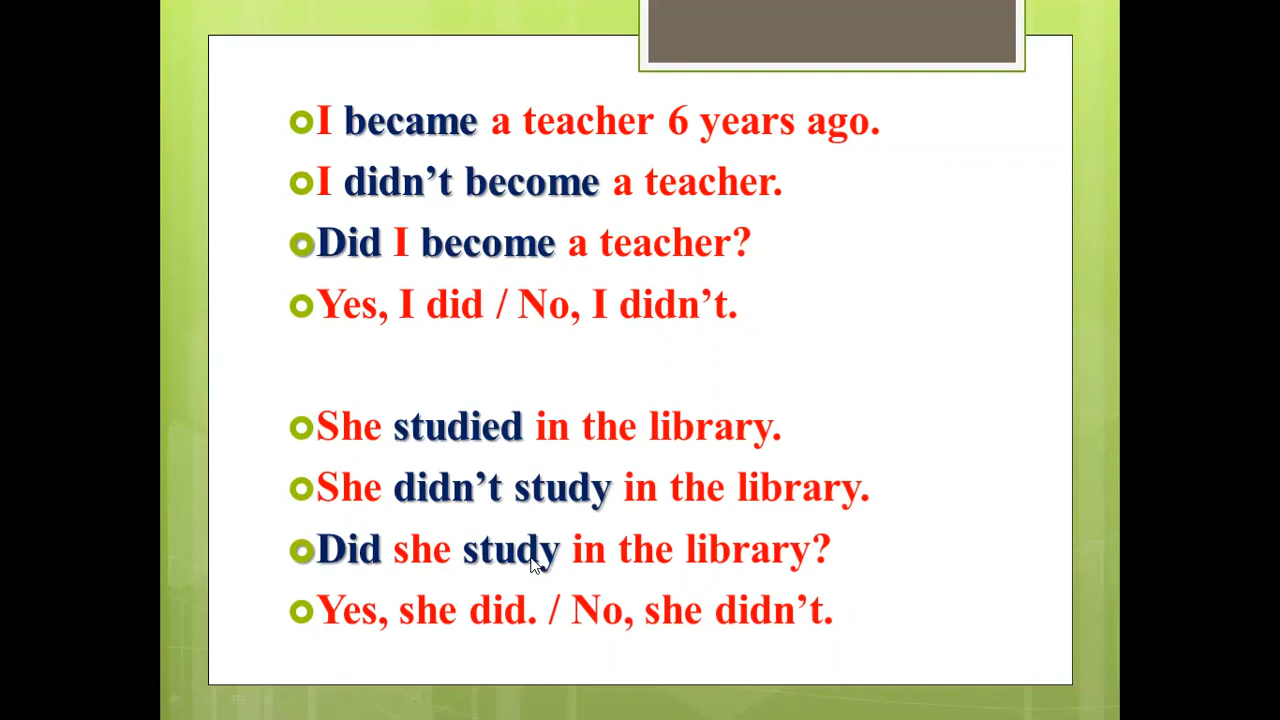 I became a teacher 6 years ago.
I didn’t become a teacher.
Did I become a teacher?
Yes, I did / No, I didn’t.
She studied in the library.
She didn’t study in the library.
Did she study in the library?
Yes, she did. / No, she didn’t.